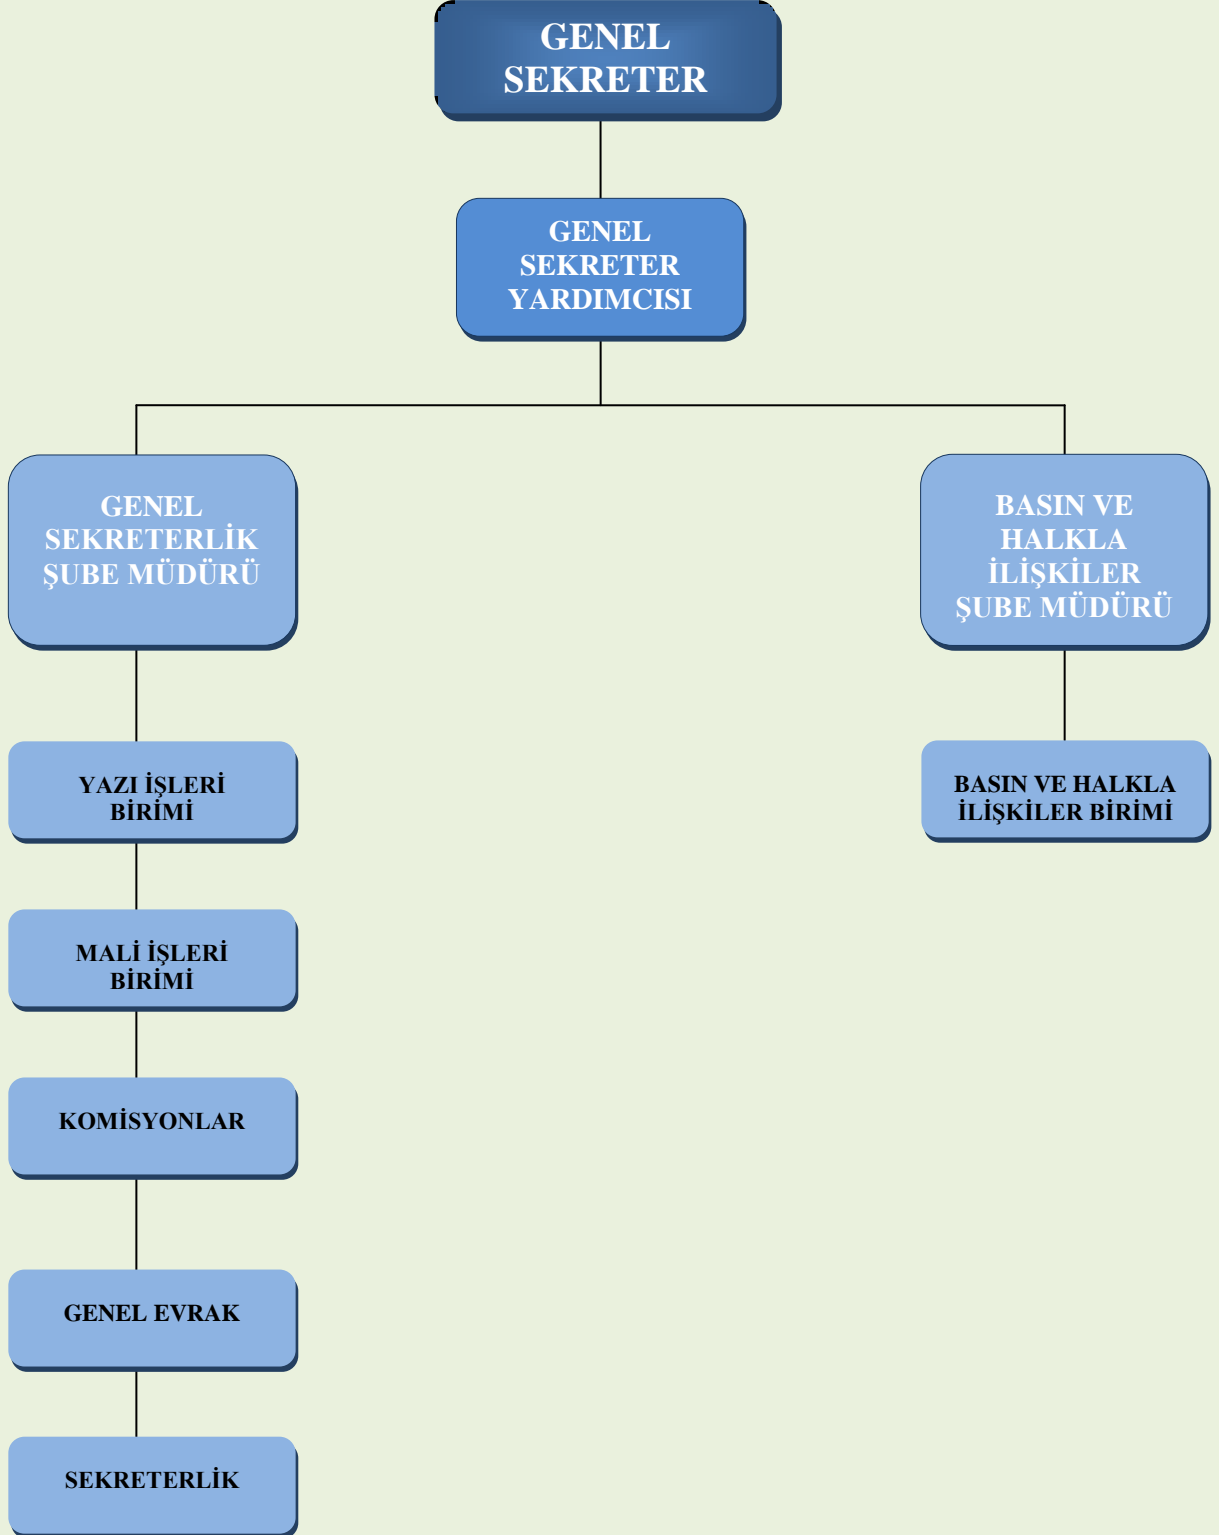 GENEL
SEKRETER
GENEL
SEKRETER
YARDIMCISI
GENEL
SEKRETERLİK
ŞUBE MÜDÜRÜ
BASIN VE
HALKLA
İLİŞKİLER
ŞUBE MÜDÜRÜ
YAZI İŞLERİ
BİRİMİ
BASIN VE HALKLA
İLİŞKİLER BİRİMİ
MALİ İŞLERİ
BİRİMİ
KOMİSYONLAR
GENEL EVRAK
SEKRETERLİK